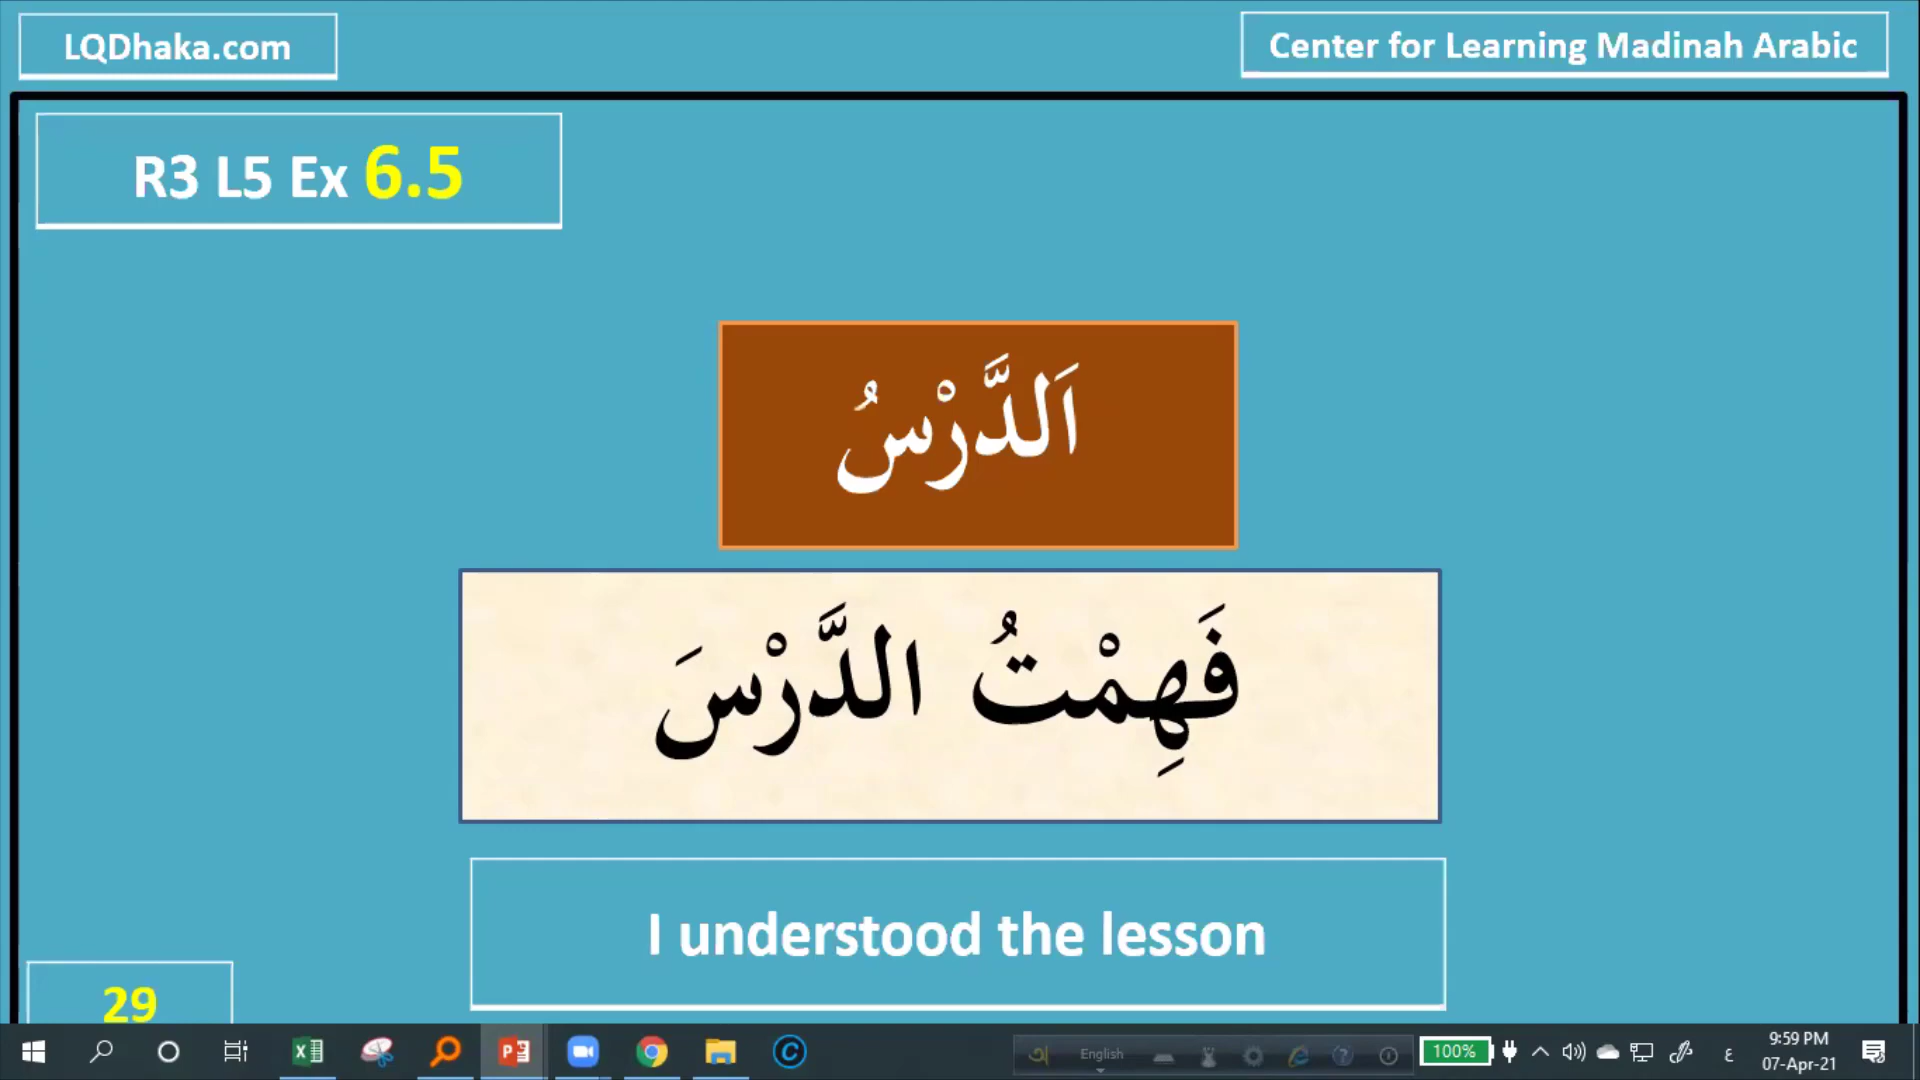 LQDhaka.com
Center for Learning Madinah Arabic
R3 L5 Ex 6.5
اَلدَّرْسُ
فَهِمْتُ الدَّرْسَ
I understood the lesson
29
English
100%
ع
9:59 PM
07-Apr-21